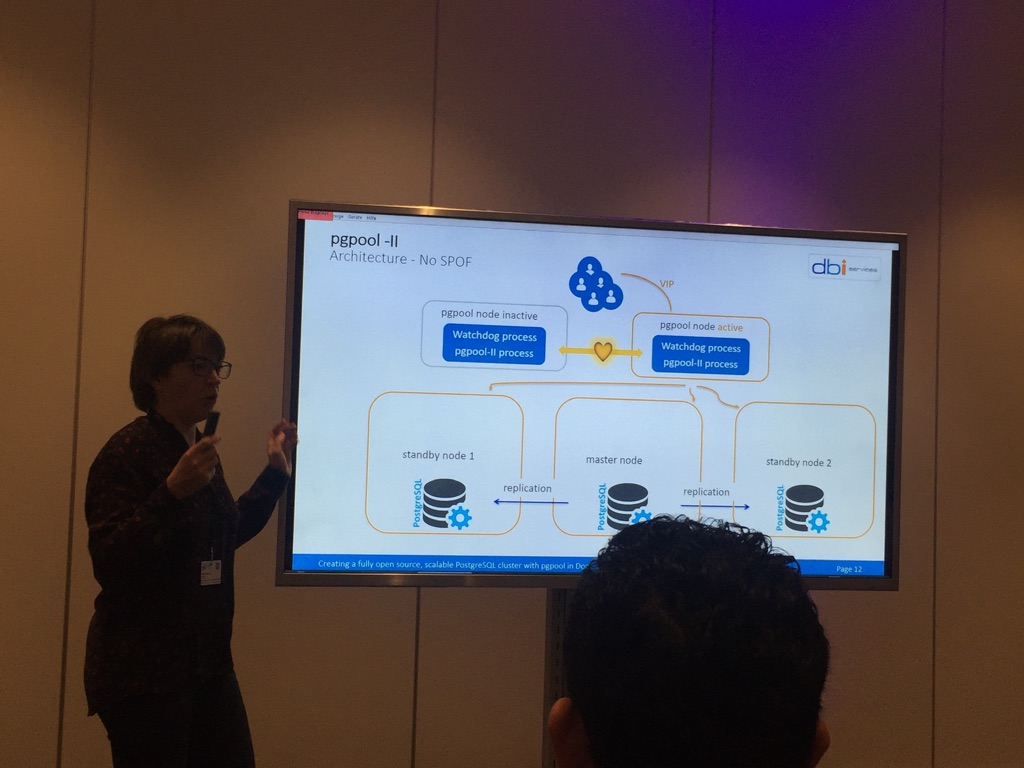 pgpool -II
Architecture - No SPOF
dbi services
VIP
pgpool node inactive
Watchdog process
pgpool-II process
pgpool node active
Watchdog process
pgpool-II process
standby node 1
PostgreSQL
replication
master node
PostgreSQL
replication
standby node 2
PostgreSQL
Creating a fully open source, scalable PostgreSQL cluster with pgpool in
Page 12